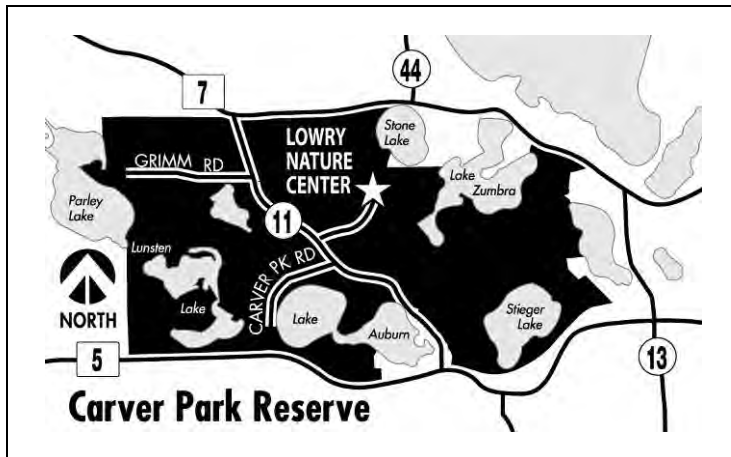 44
7
Stone
Lake
LOWRY
NATURE
CENTER
GRIMM RD
Lake
Zumbra
Parley
Lake
11
Lunsten
Lake
CARVER PK RD
NORTH
Lake
Auburn
Stieger
Lake
5
13
Carver Park Reserve